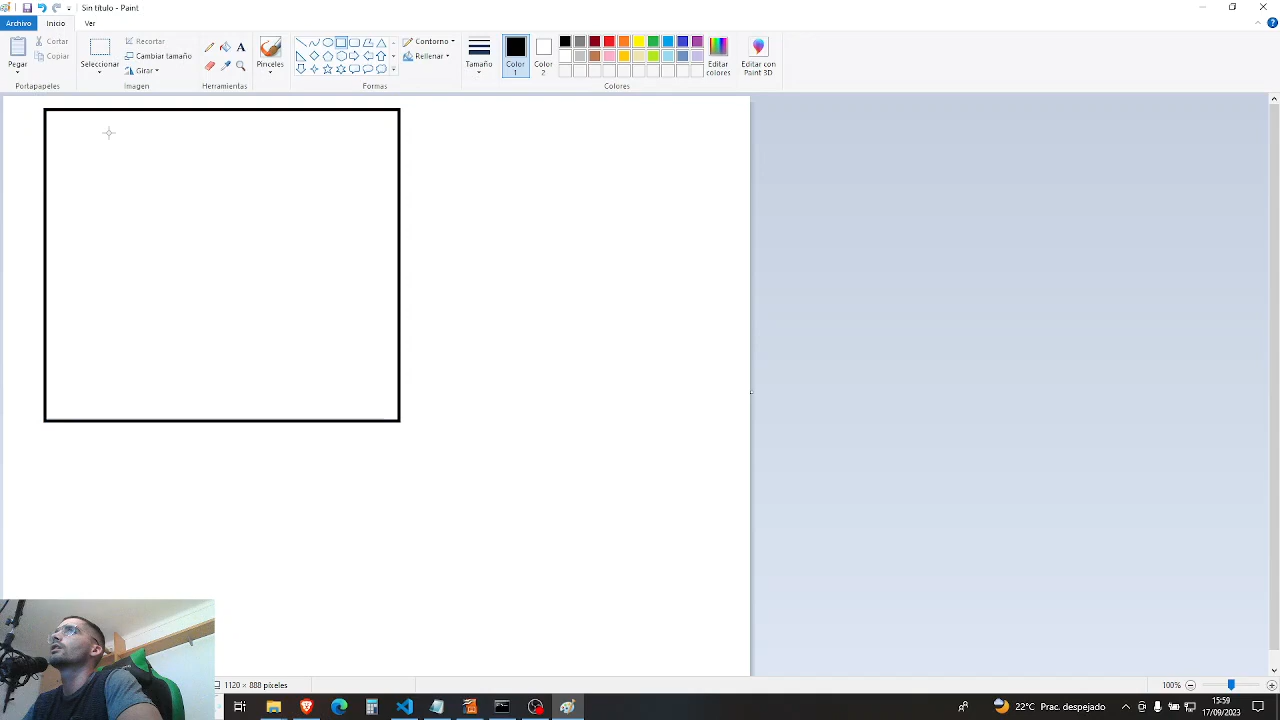 Sin título - Paint
Archivo Inicio Ver
Pegar
Cortar
Copiar
Portapapeles
Seleccionar
Recortar
Cambiar tamaño
Girar
Imagen
Herramientas
Pinceles
Contorno
Rellenar
Formas
Tamaño
Color 1
Color 2
Editar colores
Colores
Editar con Paint 3D
1120 × 888 píxeles
100%
22C Prac. despejado
15:59
17/09/2023